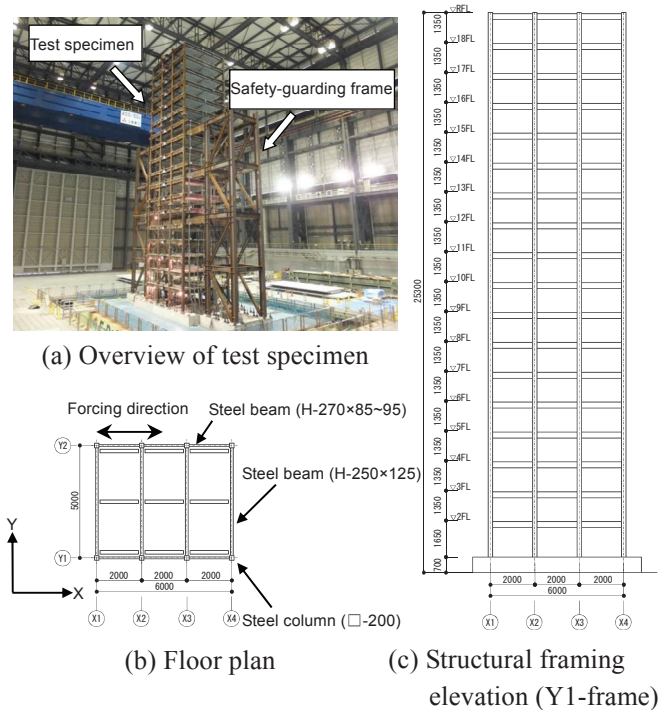 Test specimen
Safety-guarding frame
(a) Overview of test specimen
Forcing direction
Steel beam (H-270×85~95)
Steel beam (H-250×125)
Steel column (□-200)
Y2
Y1
5000
Y
X
2000 2000 2000
6000
X1 X2 X3 X4
(b) Floor plan
▽RFL
1350
▽18FL
1350
▽17FL
1350
▽16FL
1350
▽15FL
1350
▽14FL
1350
▽13FL
1350
▽12FL
1350
▽11FL
1350
▽10FL
1350
▽9FL
1350
▽8FL
1350
▽7FL
1350
▽6FL
1350
▽5FL
1350
▽4FL
1350
▽3FL
1350
▽2FL
1650
700
25300
2000 2000 2000
6000
X1 X2 X3 X4
(c) Structural framing
elevation (Y1-frame)